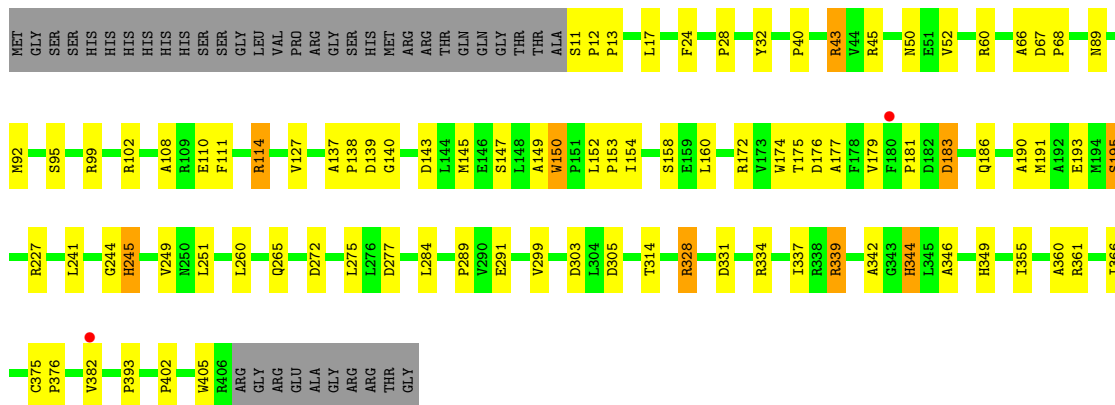 MET GLY SER SER HIS HIS HIS HIS HIS HIS SER SER GLY LEU VAL PRO ARG GLY SER HIS MET ARG ARG THR GLN GLN GLY THR THR ALA S11 P12 P13 L17 F24 P28 Y32 P40 R43 V44 R45 N50 E51 V52 R60 A66 D67 P68 N89
M92 S95 R99 R102 A108 R109 E110 F111 R114 V127 A137 P138 D139 G140 D143 L144 M145 E146 S147 L148 A149 W150 P151 L152 P153 I154 S158 E159 L160 R172 V173 W174 T175 D176 A177 F178 V179 F180 P181 D182 D183 Q186 A190 M191 A192 E193 M194 S195
R227 L241 G244 H245 V249 N250 L251 L260 Q265 D272 L275 L276 D277 L284 P289 V290 E291 V299 D303 L304 D305 T314 R328 D331 R334 I337 R338 R339 A342 G343 H344 L345 A346 H349 I355 A360 R361 I366
C375 P376 V382 P393 P402 W405 R406 ARG GLY ARG GLU ALA GLY ARG ARG THR GLY